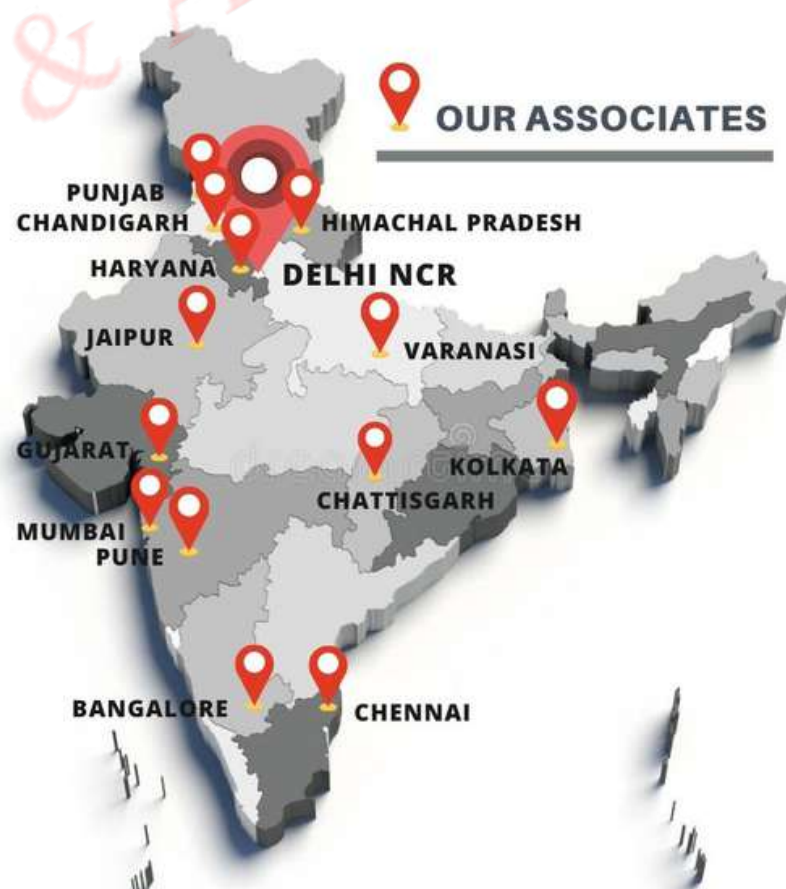 &
OUR ASSOCIATES
PUNJAB
CHANDIGARH
HIMACHAL PRADESH
HARYANA
DELHI NCR
JAIPUR
VARANASI
GUJARAT
KOLKATA
CHATTISGARH
MUMBAI
PUNE
BANGALORE
CHENNAI